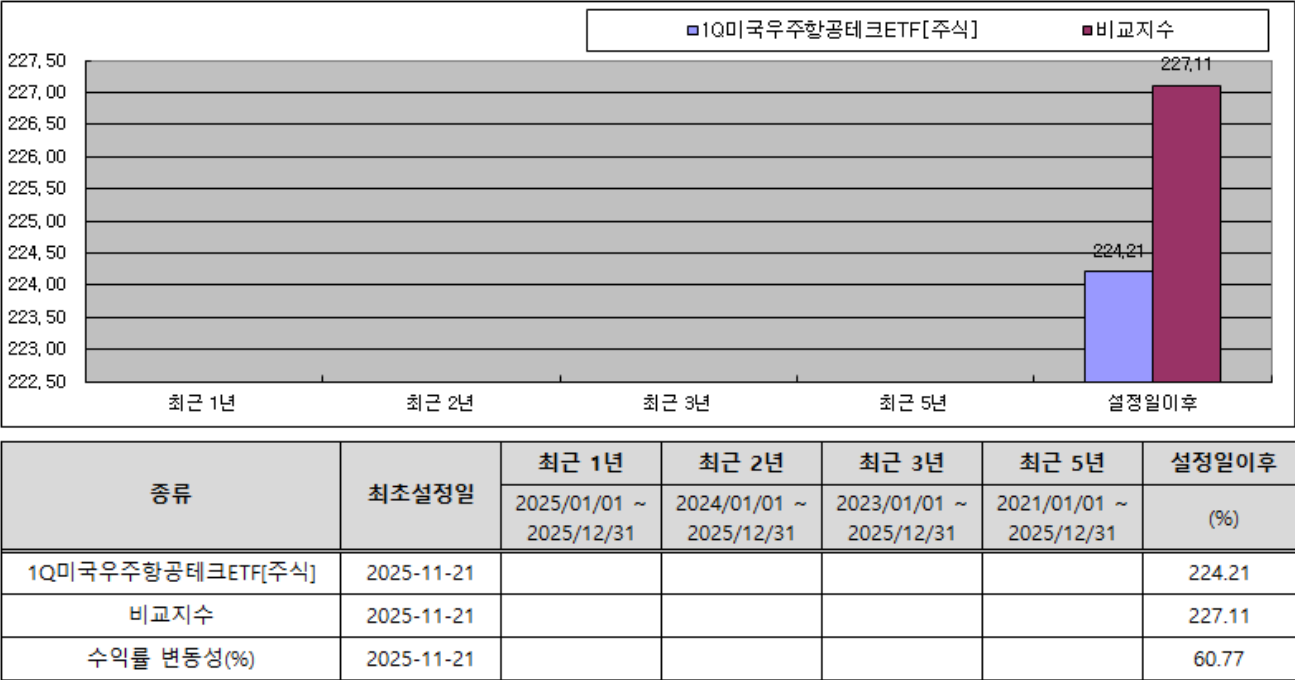 1Q미국우주항공테크ETF[주식] 비교지수
227,50
227,00
226,50
226,00
225,50
225,00
224,50
224,00
223,50
223,00
222,50
227,11
224,21
최근 1년 최근 2년 최근 3년 최근 5년 설정일이후
종류 최초설정일 최근 1년 최근 2년 최근 3년 최근 5년 설정일이후
2025/01/01 ~ 2024/01/01 ~ 2023/01/01 ~ 2021/01/01 ~ (%)
2025/12/31 2025/12/31 2025/12/31 2025/12/31
1Q미국우주항공테크ETF[주식] 2025-11-21 224.21
비교지수 2025-11-21 227.11
수익률 변동성(%) 2025-11-21 60.77